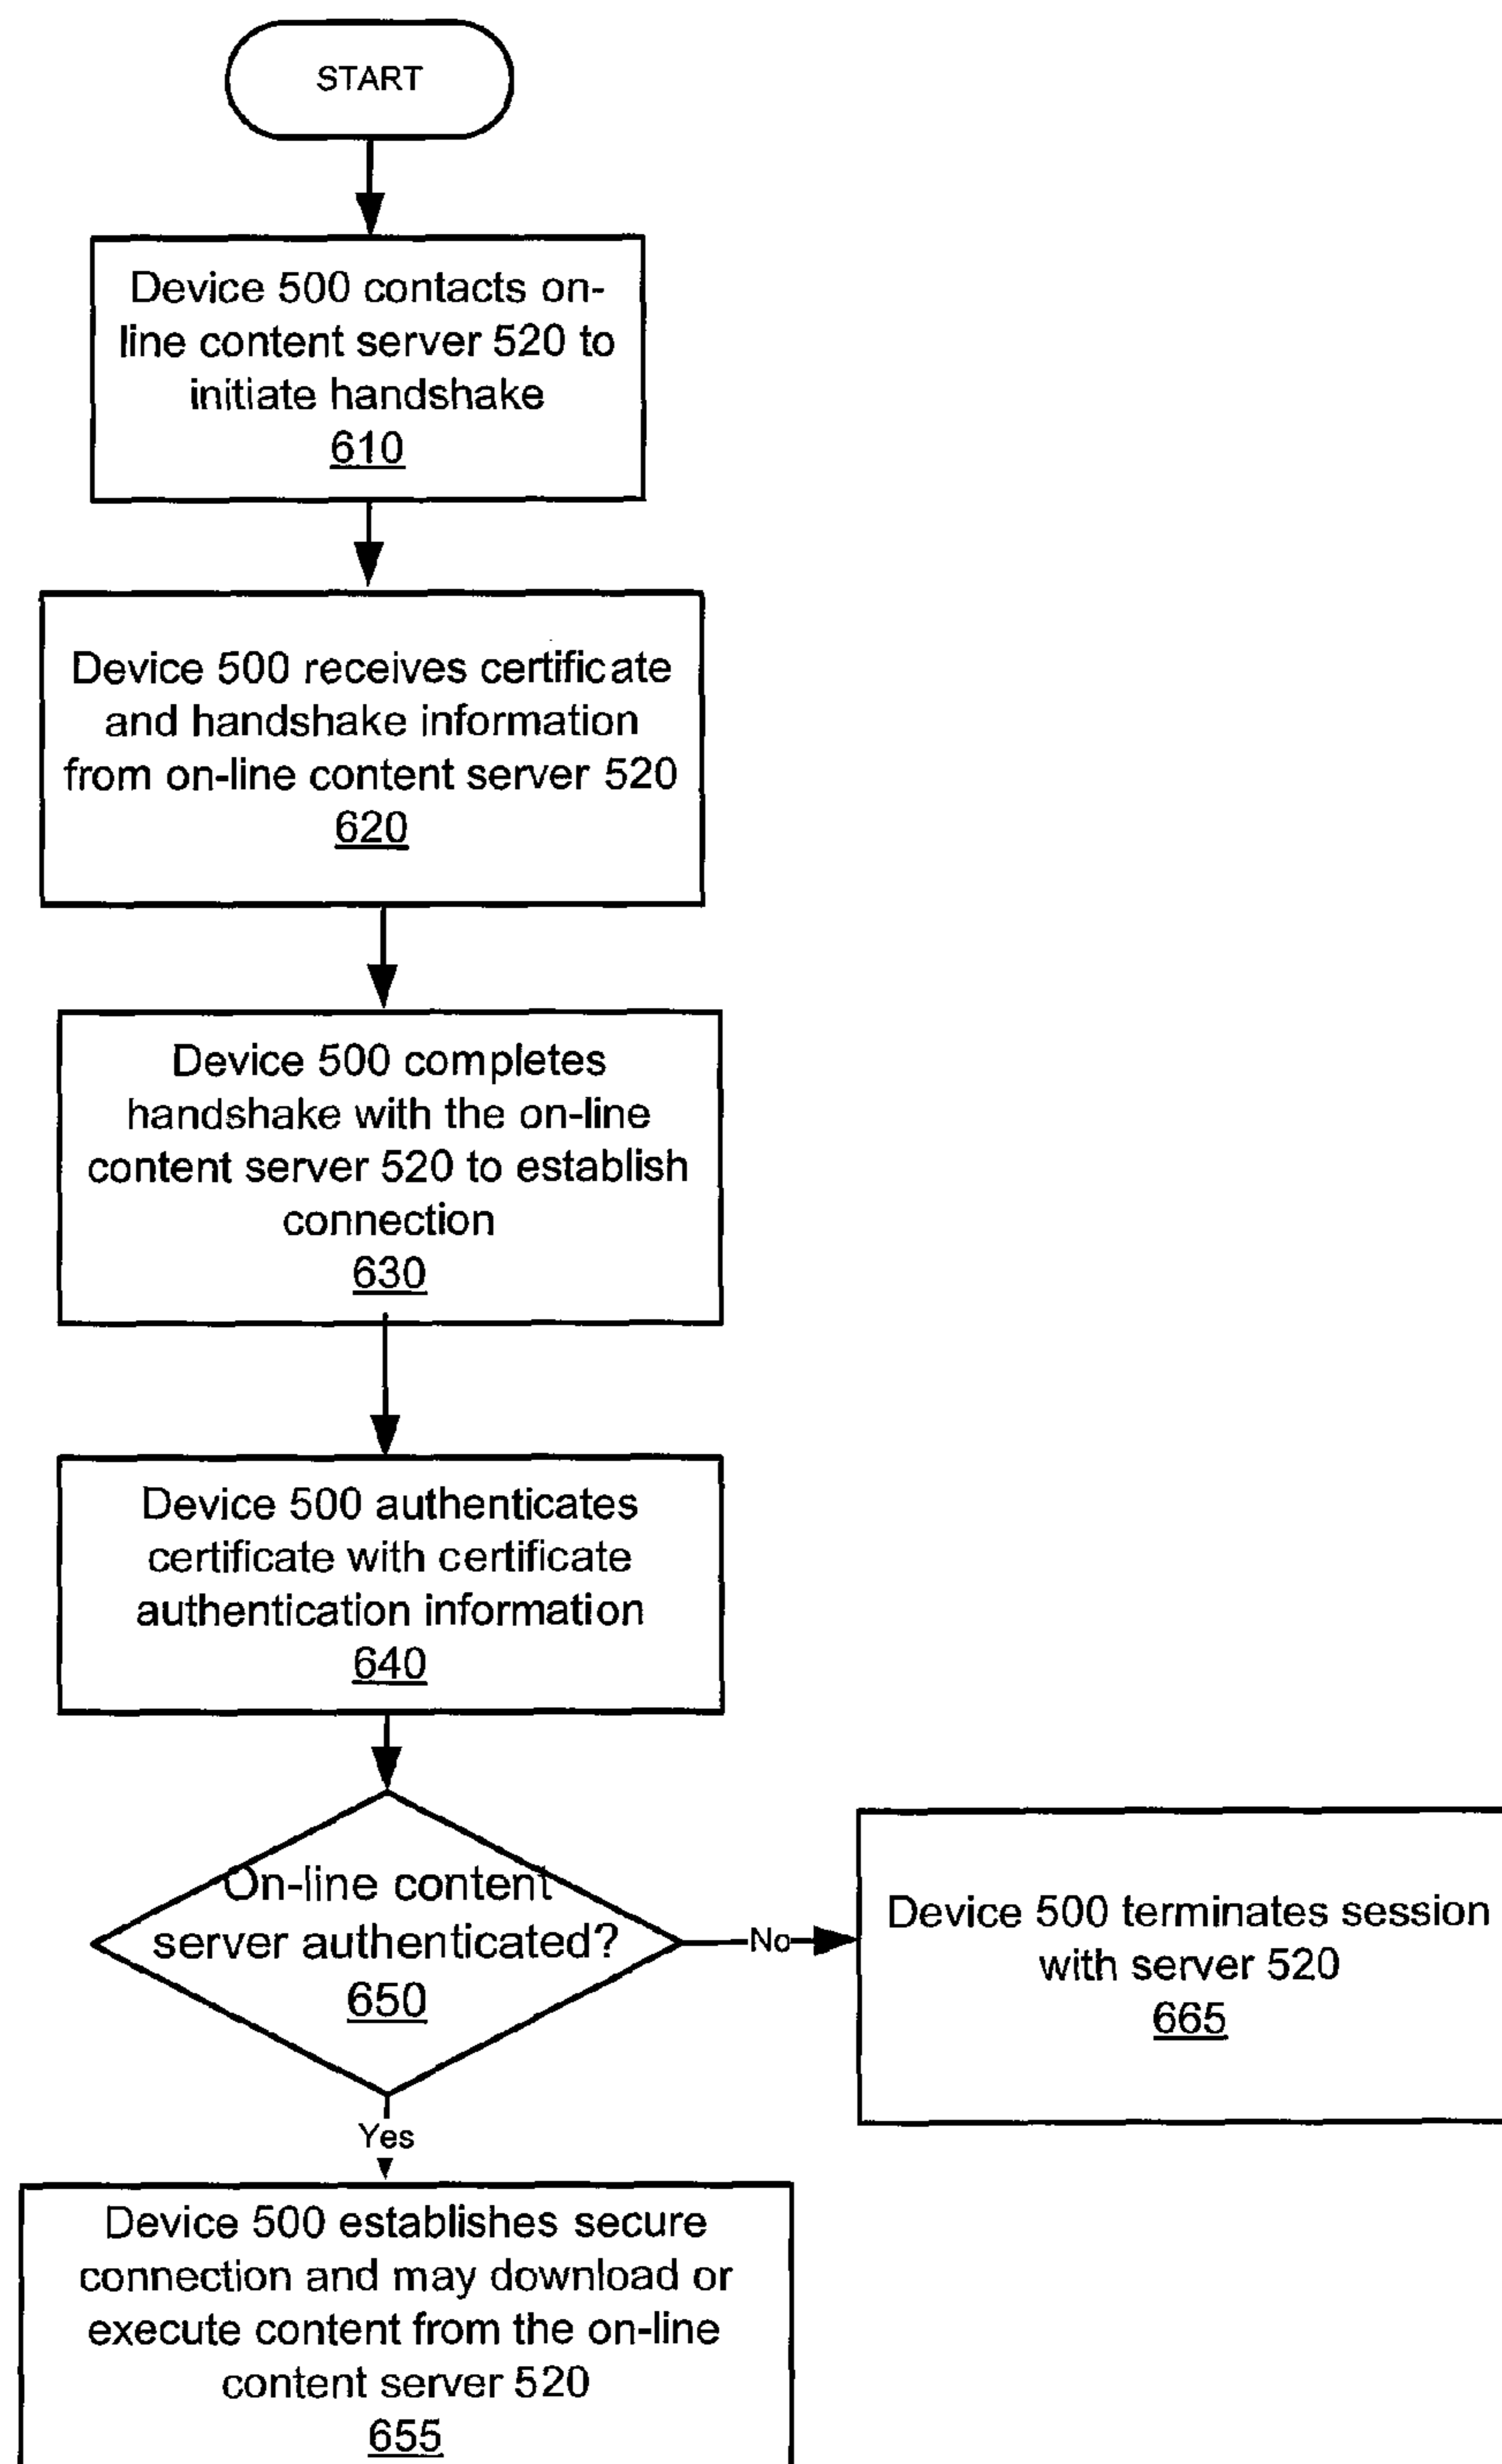 START
Device 500 contacts on-
line content server 520 to
initiate handshake
610
Device 500 receives certificate
and handshake information
from on-line content server 520
620
Device 500 completes
handshake with the on-line
content server 520 to establish
connection
630
Device 500 authenticates
certificate with certificate
authentication information
640
On-line content
server authenticated?
650
No
Device 500 terminates session
with server 520
665
Yes
Device 500 establishes secure
connection and may download or
execute content from the on-line
content server 520
655